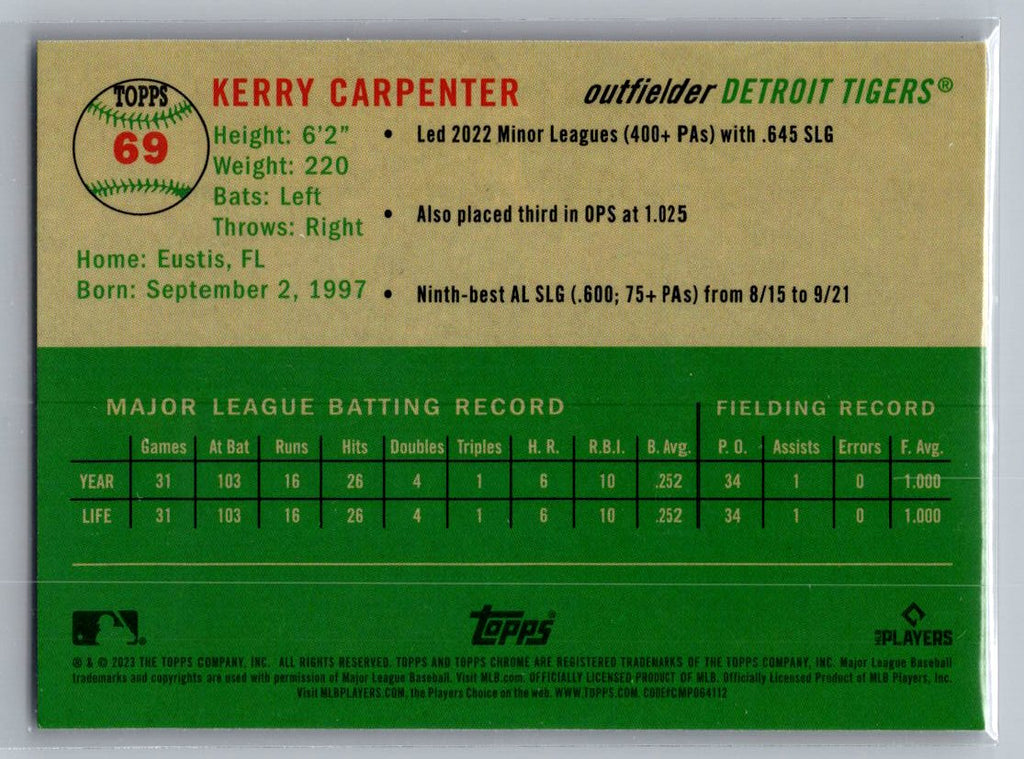 TOPPS
69
KERRY CARPENTER
outfielder DETROIT TIGERS®
Height: 6'2"
Weight: 220
Bats: Left
Throws: Right
Home: Eustis, FL
Born: September 2, 1997
• Led 2022 Minor Leagues (400+ PAs) with .645 SLG
• Also placed third in OPS at 1.025
• Ninth-best AL SLG (.600; 75+ PAs) from 8/15 to 9/21
MAJOR LEAGUE BATTING RECORD FIELDING RECORD
Games At Bat Runs Hits Doubles Triples H. R. R.B.I. B. Avg. P. O. Assists Errors F. Avg.
YEAR 31 103 16 26 4 1 6 10 .252 34 1 0 1.000
LIFE 31 103 16 26 4 1 6 10 .252 34 1 0 1.000
Topps®
MLB PLAYERS
® & © 2023 THE TOPPS COMPANY, INC. ALL RIGHTS RESERVED. TOPPS AND TOPPS CHROME ARE REGISTERED TRADEMARKS OF THE TOPPS COMPANY, INC. Major League Baseball
trademarks and copyrights are used with permission of Major League Baseball. Visit MLB.com. OFFICIALLY LICENSED PRODUCT OF MLB. Officially Licensed Product of MLB Players, Inc.
Visit MLBPLAYERS.COM, the Players Choice on the web. WWW.TOPPS.COM. CODE#CMP064112